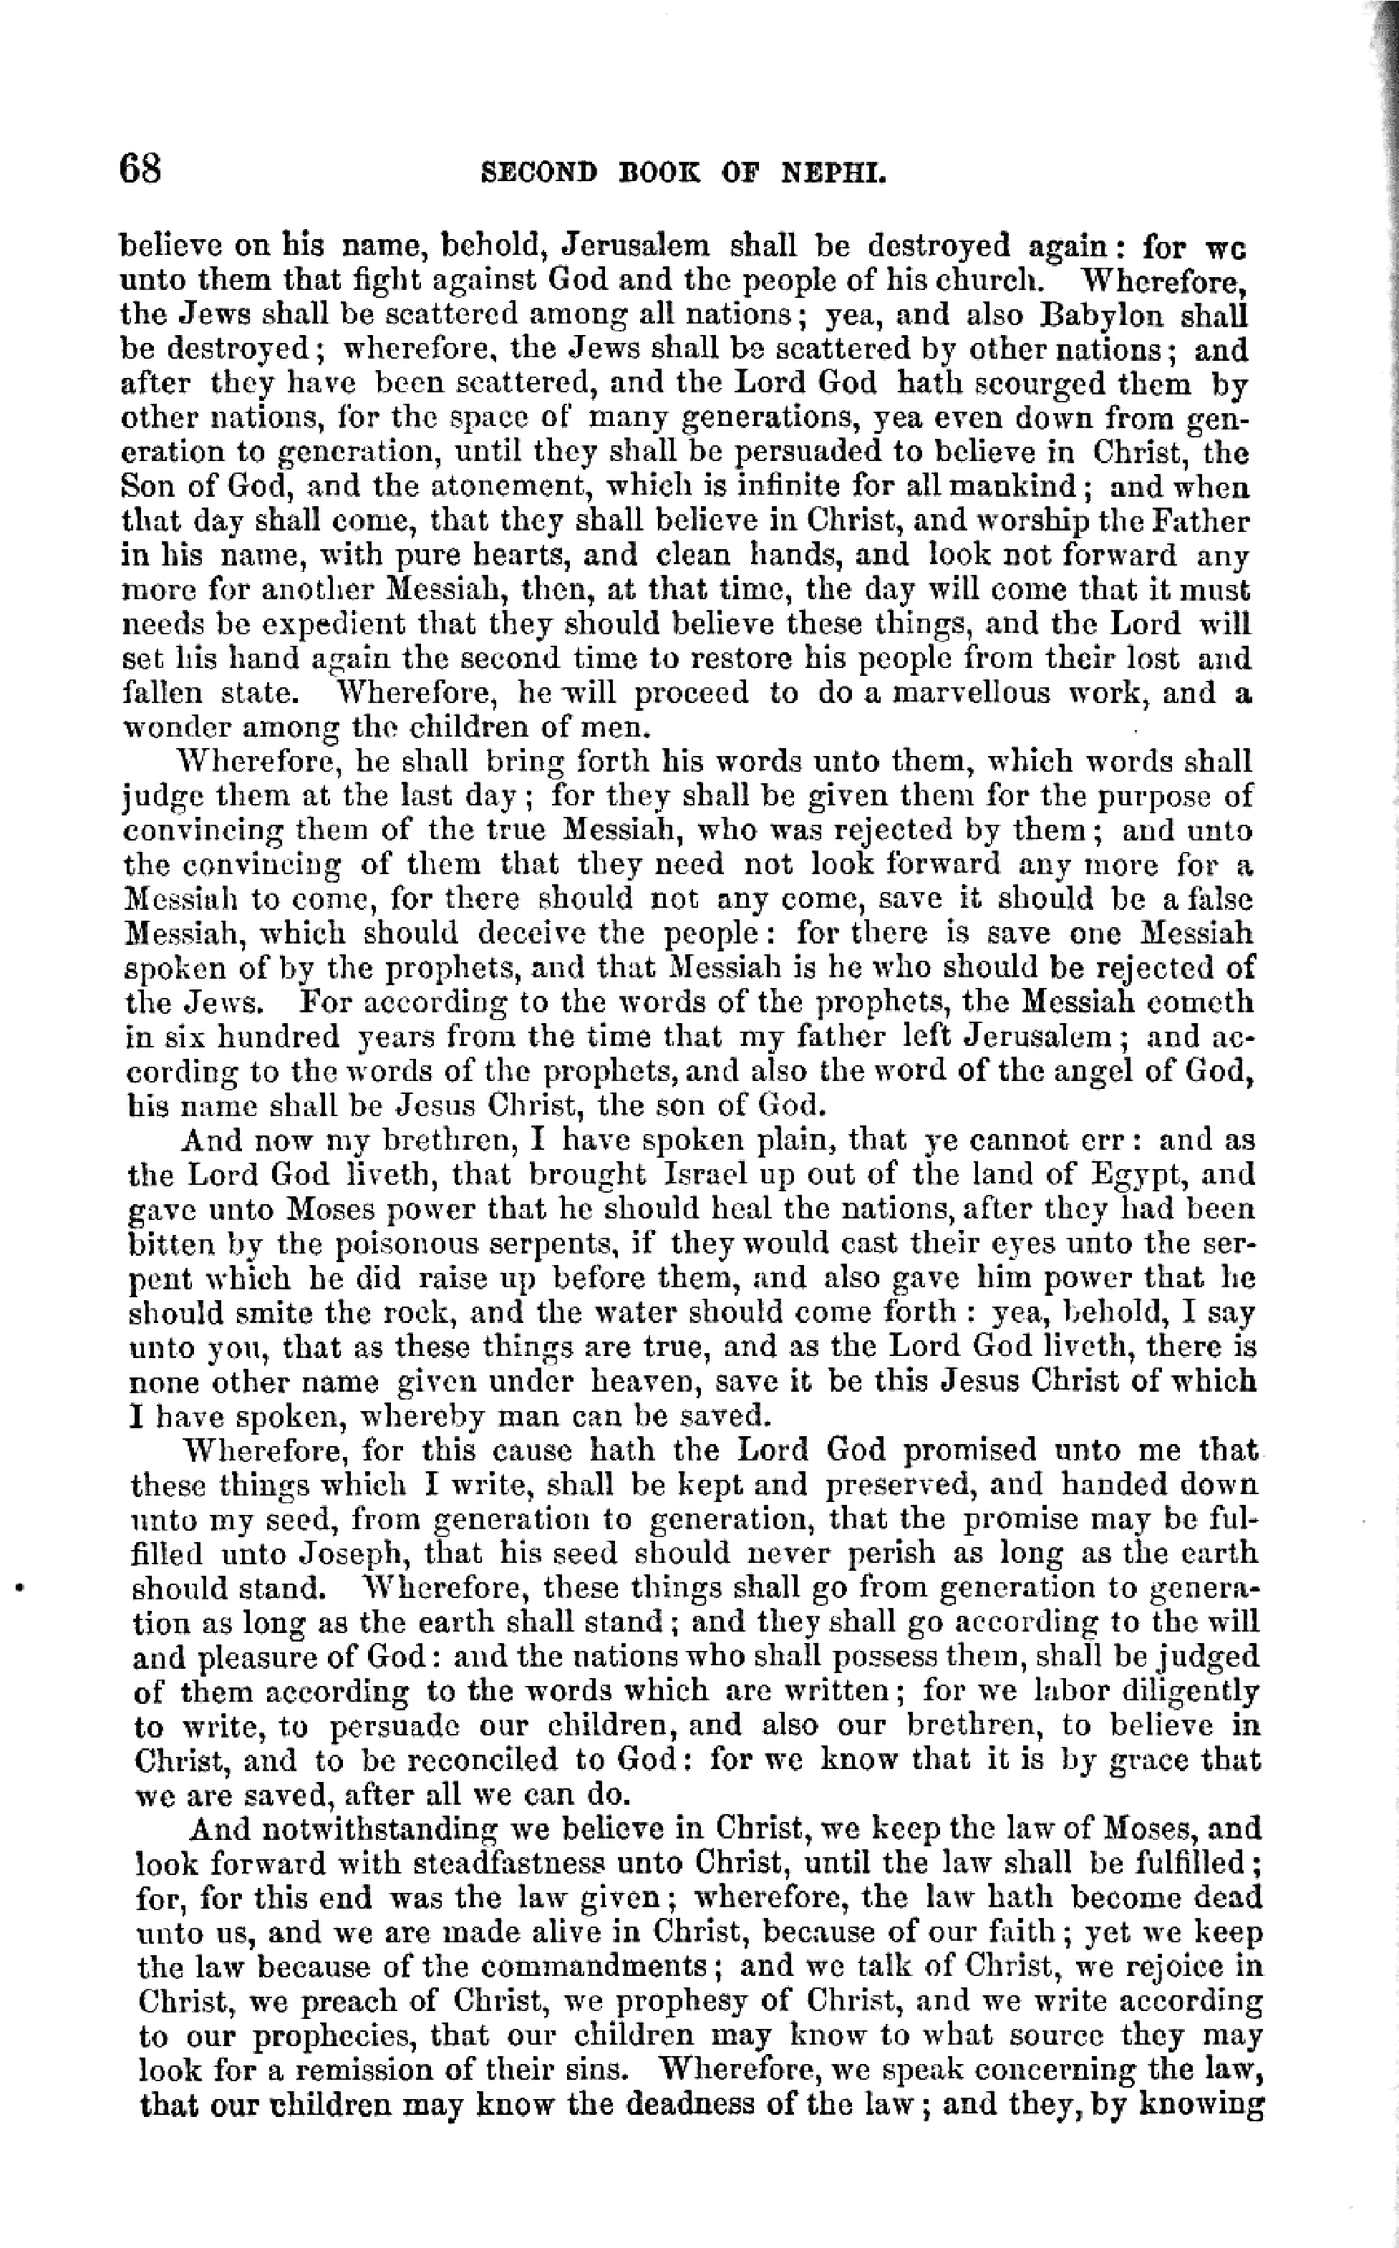 68 SECOND BOOK OF NEPHI.
believe on his name, behold, Jerusalem shall be destroyed again: for wo
unto them that fight against God and the people of his church. Wherefore,
the Jews shall be scattered among all nations; yea, and also Babylon shall
be destroyed; wherefore, the Jews shall be scattered by other nations; and
after they have been scattered, and the Lord God hath scourged them by
other nations, for the space of many generations, yea even down from gen-
eration to generation, until they shall be persuaded to believe in Christ, the
Son of God, and the atonement, which is infinite for all mankind; and when
that day shall come, that they shall believe in Christ, and worship the Father
in his name, with pure hearts, and clean hands, and look not forward any
more for another Messiah, then, at that time, the day will come that it must
needs be expedient that they should believe these things, and the Lord will
set his hand again the second time to restore his people from their lost and
fallen state. Wherefore, he will proceed to do a marvellous work, and a
wonder among the children of men.
Wherefore, he shall bring forth his words unto them, which words shall
judge them at the last day; for they shall be given them for the purpose of
convincing them of the true Messiah, who was rejected by them; and unto
the convincing of them that they need not look forward any more for a
Messiah to come, for there should not any come, save it should be a false
Messiah, which should deceive the people: for there is save one Messiah
spoken of by the prophets, and that Messiah is he who should be rejected of
the Jews. For according to the words of the prophets, the Messiah cometh
in six hundred years from the time that my father left Jerusalem; and ac-
cording to the words of the prophets, and also the word of the angel of God,
his name shall be Jesus Christ, the son of God.
And now my brethren, I have spoken plain, that ye cannot err: and as
the Lord God liveth, that brought Israel up out of the land of Egypt, and
gave unto Moses power that he should heal the nations, after they had been
bitten by the poisonous serpents, if they would cast their eyes unto the ser-
pent which he did raise up before them, and also gave him power that he
should smite the rock, and the water should come forth: yea, behold, I say
unto you, that as these things are true, and as the Lord God liveth, there is
none other name given under heaven, save it be this Jesus Christ of which
I have spoken, whereby man can be saved.
Wherefore, for this cause hath the Lord God promised unto me that
these things which I write, shall be kept and preserved, and handed down
unto my seed, from generation to generation, that the promise may be ful-
filled unto Joseph, that his seed should never perish as long as the earth
should stand. Wherefore, these things shall go from generation to genera-
tion as long as the earth shall stand; and they shall go according to the will
and pleasure of God: and the nations who shall possess them, shall be judged
of them according to the words which are written; for we labor diligently
to write, to persuade our children, and also our brethren, to believe in
Christ, and to be reconciled to God: for we know that it is by grace that
we are saved, after all we can do.
And notwithstanding we believe in Christ, we keep the law of Moses, and
look forward with steadfastness unto Christ, until the law shall be fulfilled;
for, for this end was the law given; wherefore, the law hath become dead
unto us, and we are made alive in Christ, because of our faith; yet we keep
the law because of the commandments; and we talk of Christ, we rejoice in
Christ, we preach of Christ, we prophesy of Christ, and we write according
to our prophecies, that our children may know to what source they may
look for a remission of their sins. Wherefore, we speak concerning the law,
that our children may know the deadness of the law; and they, by knowing